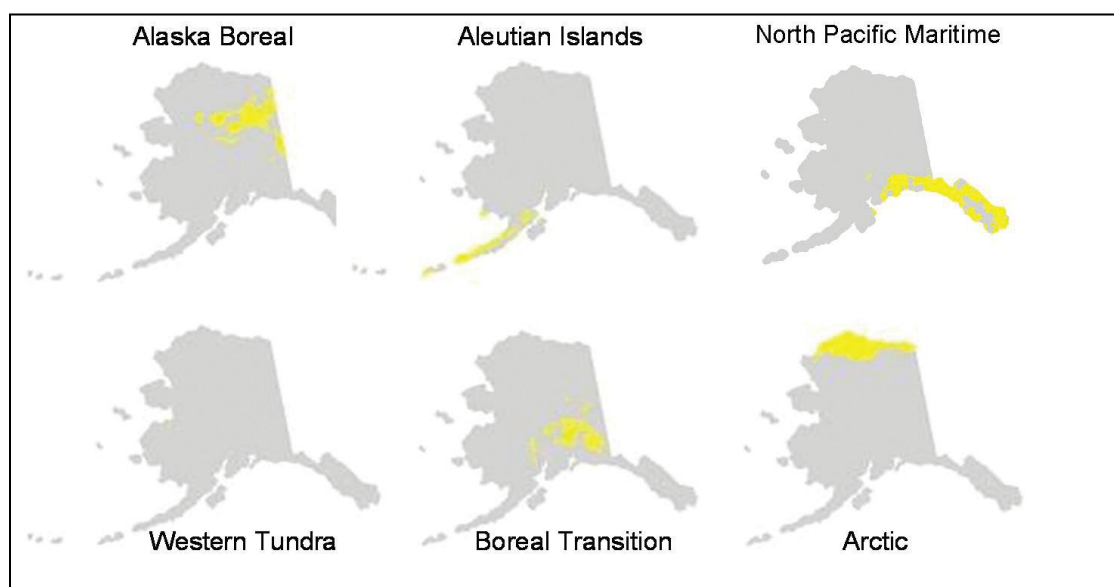 Alaska Boreal
Aleutian Islands
North Pacific Maritime
Western Tundra
Boreal Transition
Arctic